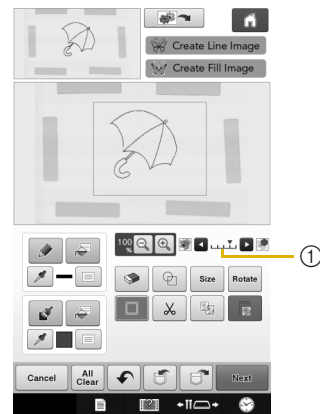 Create Line Image
Create Fill Image
100 %
Size
Rotate
Cancel
All Clear
Next
1